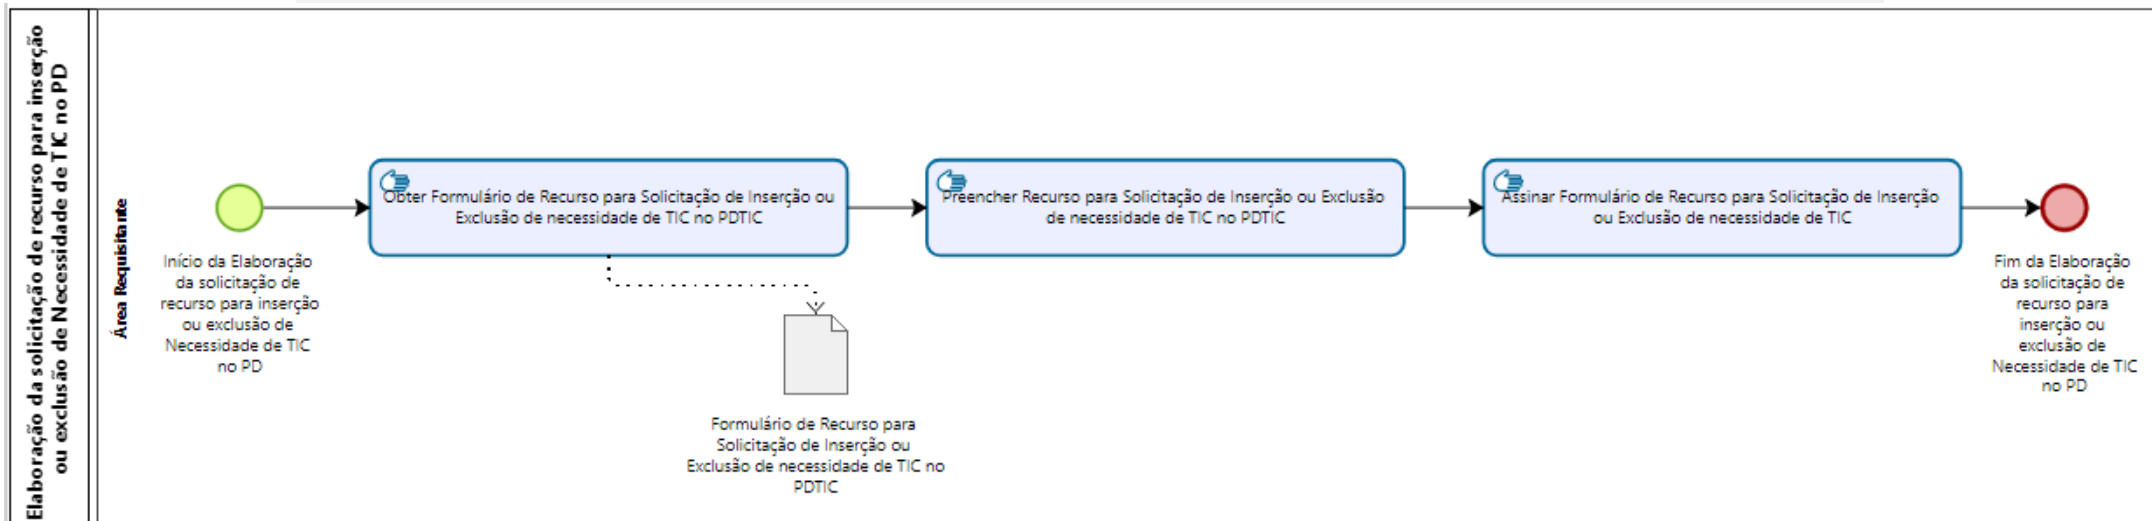 Elaboração da solicitação de recurso para inserção
ou exclusão de Necessidade de TIC no PD
Área Requisitante
Início da Elaboração
da solicitação de
recurso para inserção
ou exclusão de
Necessidade de TIC
no PD
Obter Formulário de Recurso para Solicitação de Inserção ou
Exclusão de necessidade de TIC no PDTIC
Formulário de Recurso para
Solicitação de Inserção ou
Exclusão de necessidade de TIC no
PDTIC
Preencher Recurso para Solicitação de Inserção ou Exclusão
de necessidade de TIC no PDTIC
Assinar Formulário de Recurso para Solicitação de Inserção
ou Exclusão de necessidade de TIC
Fim da Elaboração
da solicitação de
recurso para
inserção ou
exclusão de
Necessidade de TIC
no PD